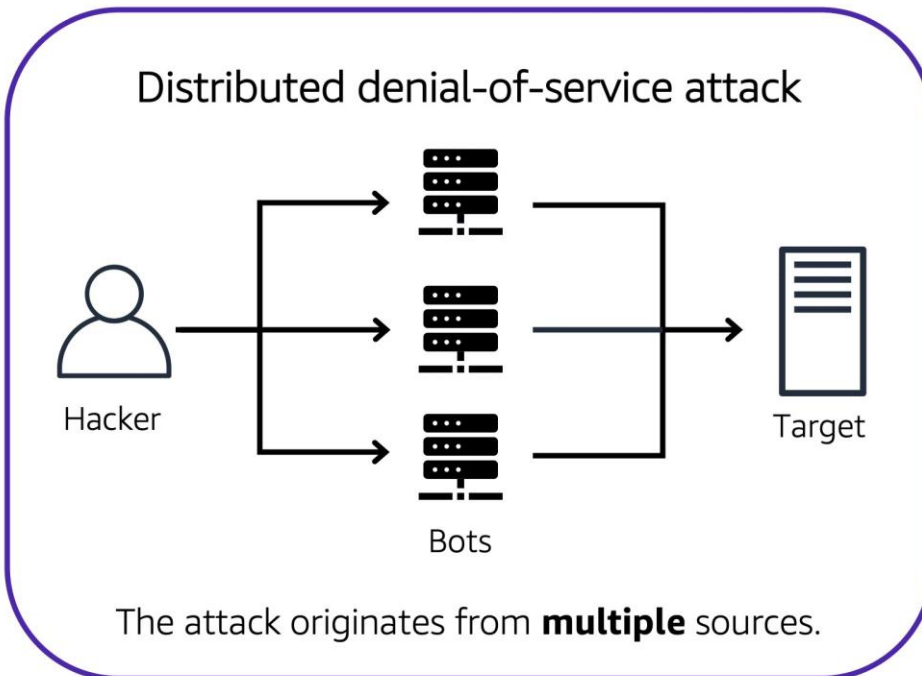 Distributed denial-of-service attack
Hacker
Target
Bots
The attack originates from multiple sources.